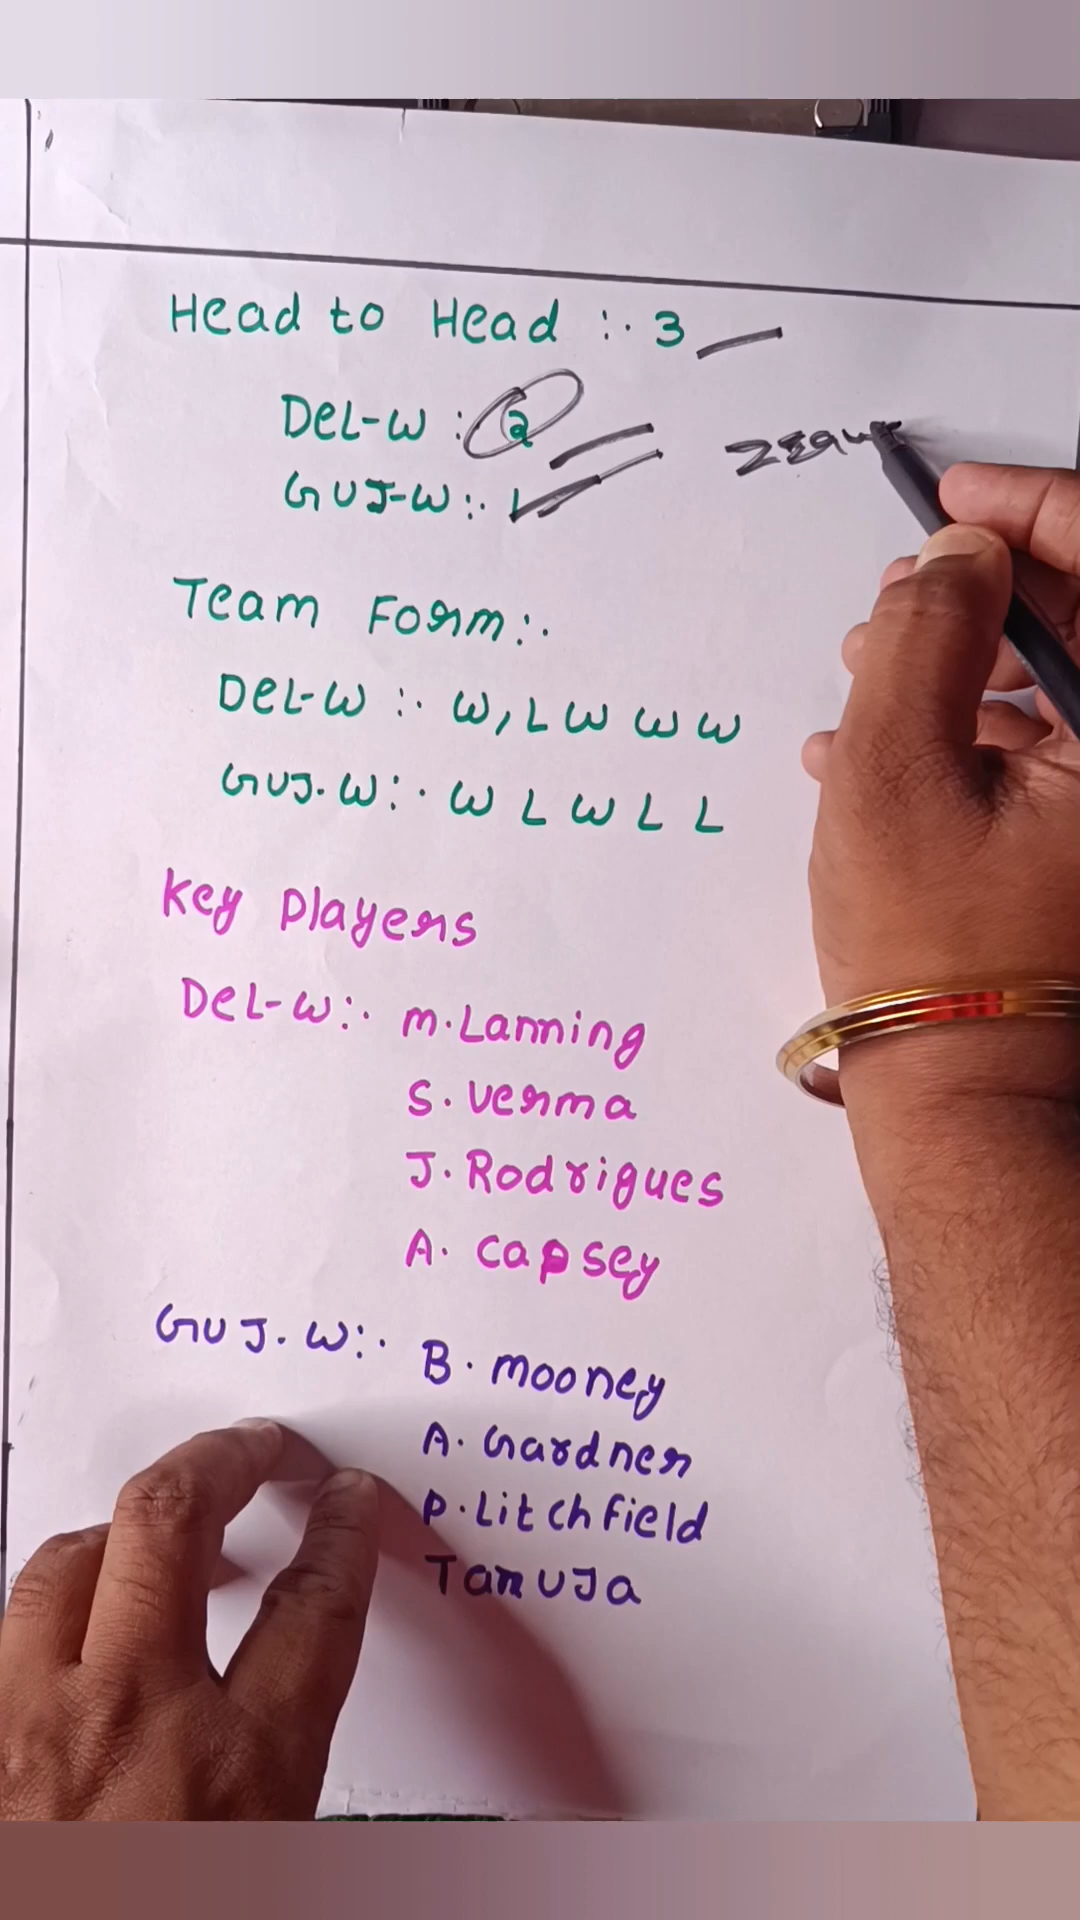 Head to Head :· 3
DeL-W : 2
GUJ-W :· 1
Team Form :·
DeL-W :· W, L W W W
GUJ. W :· W L W L L
Key Players
DeL-W :· M. Lanning
S. Verma
J. Rodrigues
A. Capsey
GUJ. W :· B. Mooney
A. Gardner
P. Litchfield
Tanuja